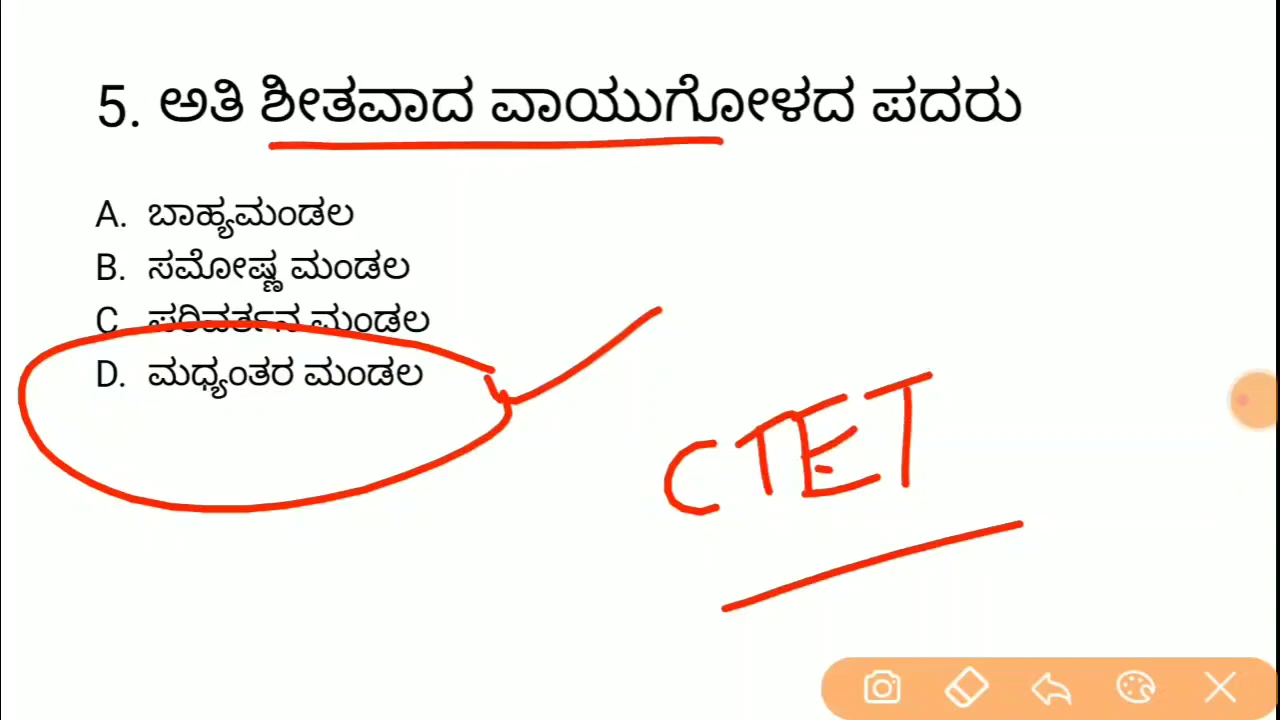 5. ಅತಿ ಶೀತವಾದ ವಾಯುಗೋಳದ ಪದರು
A. ಬಾಹ್ಯಮಂಡಲ
B. ಸಮೋಷ್ಣ ಮಂಡಲ
C. ಪರಿವರ್ತನ ಮಂಡಲ
D. ಮಧ್ಯಂತರ ಮಂಡಲ
CTET